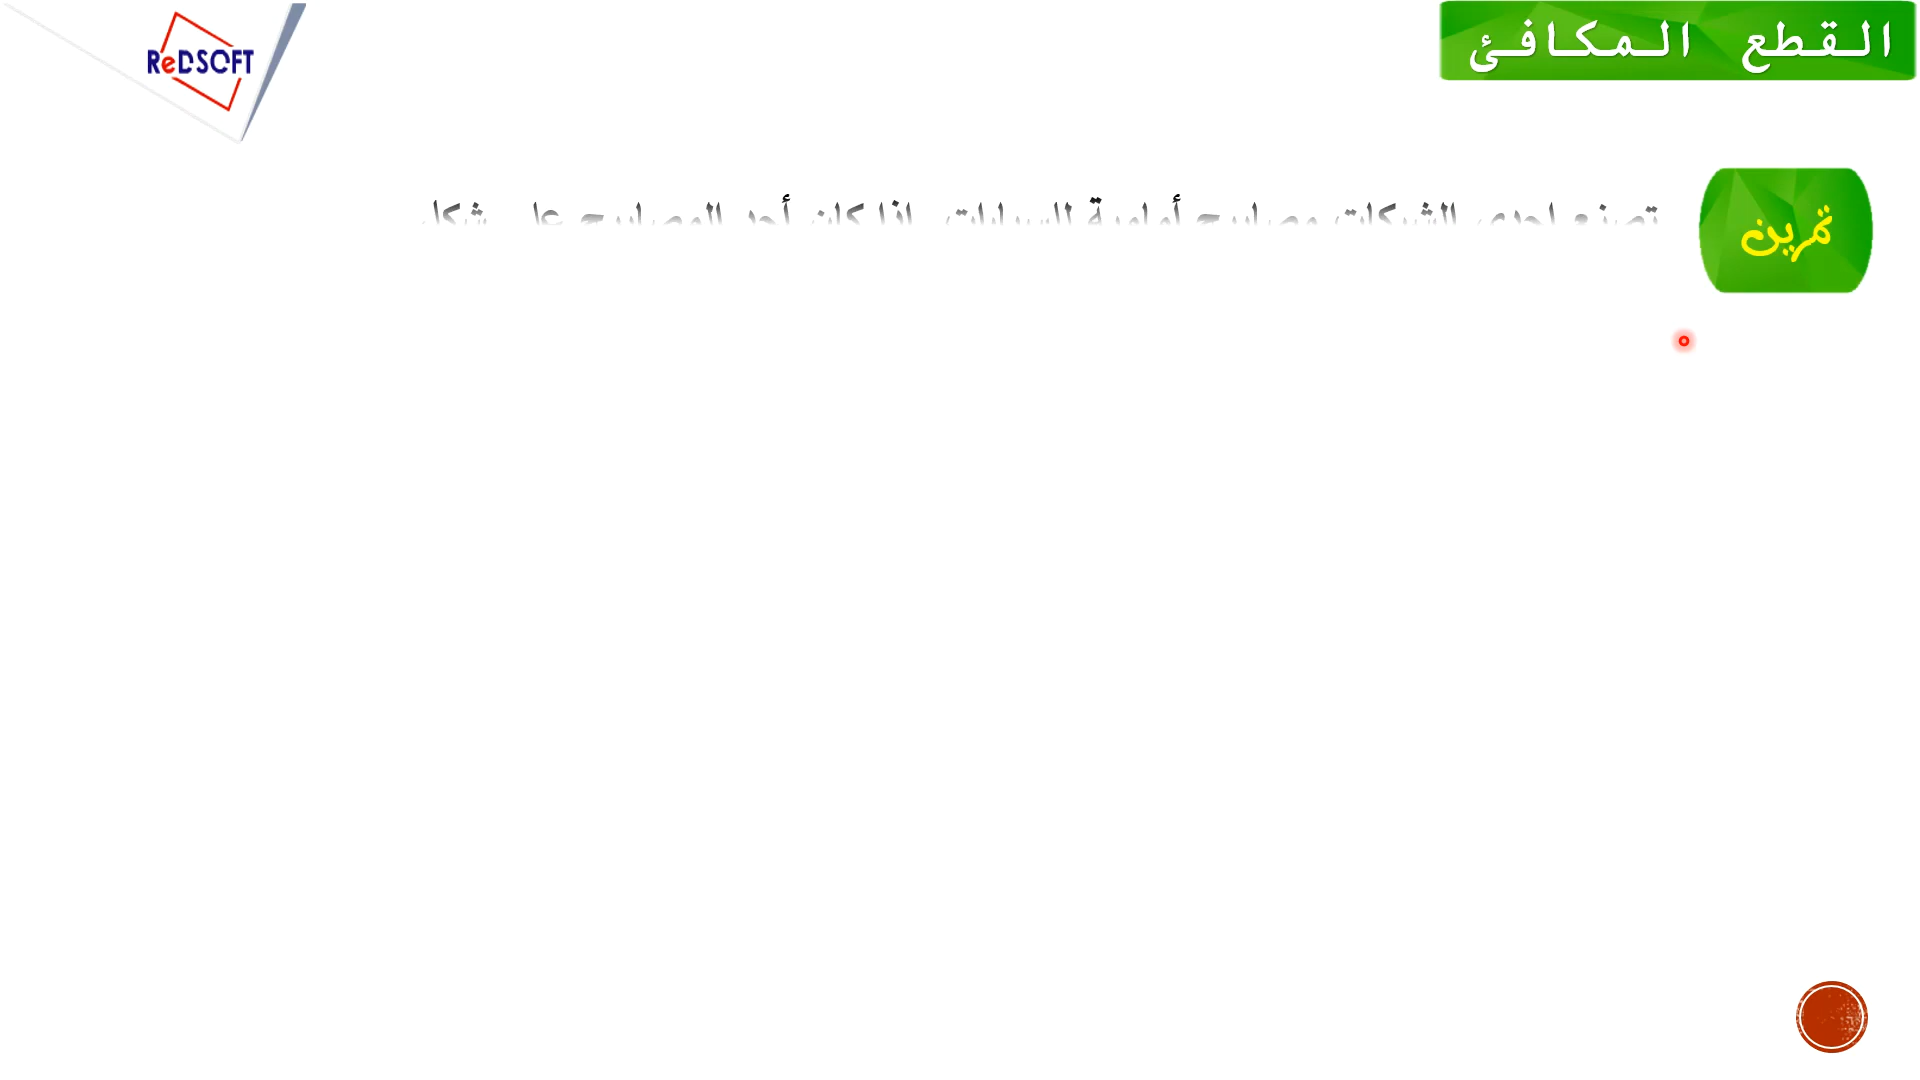 القطع المكافئ
ReDSOFT
تمرين
تصنع إحدى الشركات مصابيح أمامية للسيارات. إذا كان أحد المصابيح على شكل